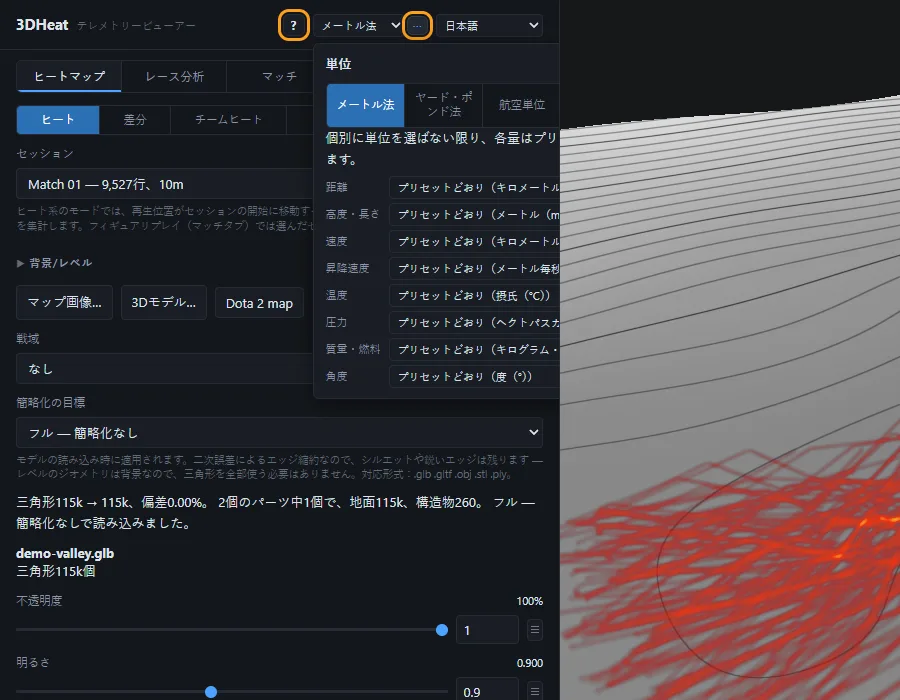 3DHeat テレメトリービューアー ? メートル法 ... 日本語
単位
ヒートマップ レース分析 マッチ
メートル法 ヤード・ポンド法 航空単位
ヒート 差分 チームヒート
個別に単位を選ばない限り、各量はプリ
ます。
セッション
Match 01 — 9,527行、10m
距離 プリセットどおり（キロメートル
高度・長さ プリセットどおり（メートル（m
ヒート系のモードでは、再生位置がセッションの開始に移動す
を集計します。フィギュアリプレイ（マッチタブ）では選んだセ
速度 プリセットどおり（キロメートル
▶ 背景/レベル
昇降速度 プリセットどおり（メートル毎秒
温度 プリセットどおり（摂氏（°C））
マップ画像... 3Dモデル... Dota 2 map
圧力 プリセットどおり（ヘクトパスカ
戦域
質量・燃料 プリセットどおり（キログラム・
なし
角度 プリセットどおり（度（°））
簡略化の目標
フル — 簡略化なし
モデルの読み込み時に適用されます。二次誤差によるエッジ縮約なので、シルエットや鋭いエッジは残ります —
レベルのジオメトリは背景なので、三角形を全部使う必要はありません。対応形式：.glb .gltf .obj .stl .ply。
三角形115k → 115k、偏差0.00%。 2個のパーツ中1個で、地面115k、構造物260。 フル —
簡略化なしで読み込みました。
demo-valley.glb
三角形115k個
不透明度 100%
1
明るさ 0.900
0.9